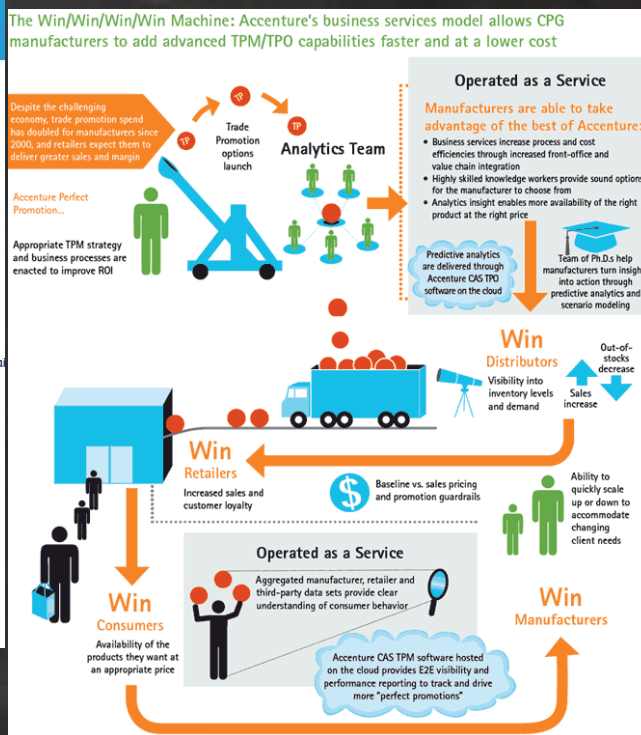 The Win/Win/Win/Win Machine: Accenture's business services model allows CPG
manufacturers to add advanced TPM/TPO capabilities faster and at a lower cost
Despite the challenging
economy, trade promotion spend
has doubled for manufacturers since
2000, and retailers expect them to
deliver greater sales and margin
Accenture Perfect
Promotion...
Appropriate TPM strategy
and business processes are
enacted to improve ROI
TP
TP
TP
Trade
Promotion
options
launch
Analytics Team
Operated as a Service
Manufacturers are able to take
advantage of the best of Accenture:
• Business services increase process and cost
efficiencies through increased front-office and
value chain integration
• Highly skilled knowledge workers provide sound options
for the manufacturer to choose from
• Analytics insight enables more availability of the right
product at the right price
Predictive analytics
are delivered through
Accenture CAS TPO
software on the cloud
Team of Ph.D.s help
manufacturers turn insight
into action through
predictive analytics and
scenario modeling
Win
Distributors
Visibility into
inventory levels
and demand
Sales
increase
Out-of-
stocks
decrease
Win
Retailers
Increased sales and
customer loyalty
$
Baseline vs. sales pricing
and promotion guardrails
Ability to
quickly scale
up or down to
accommodate
changing
client needs
Operated as a Service
Aggregated manufacturer, retailer and
third-party data sets provide clear
understanding of consumer behavior
Win
Consumers
Availability of the
products they want at
an appropriate price
Accenture CAS TPM software hosted
on the cloud provides E2E visibility and
performance reporting to track and drive
more "perfect promotions"
Win
Manufacturers